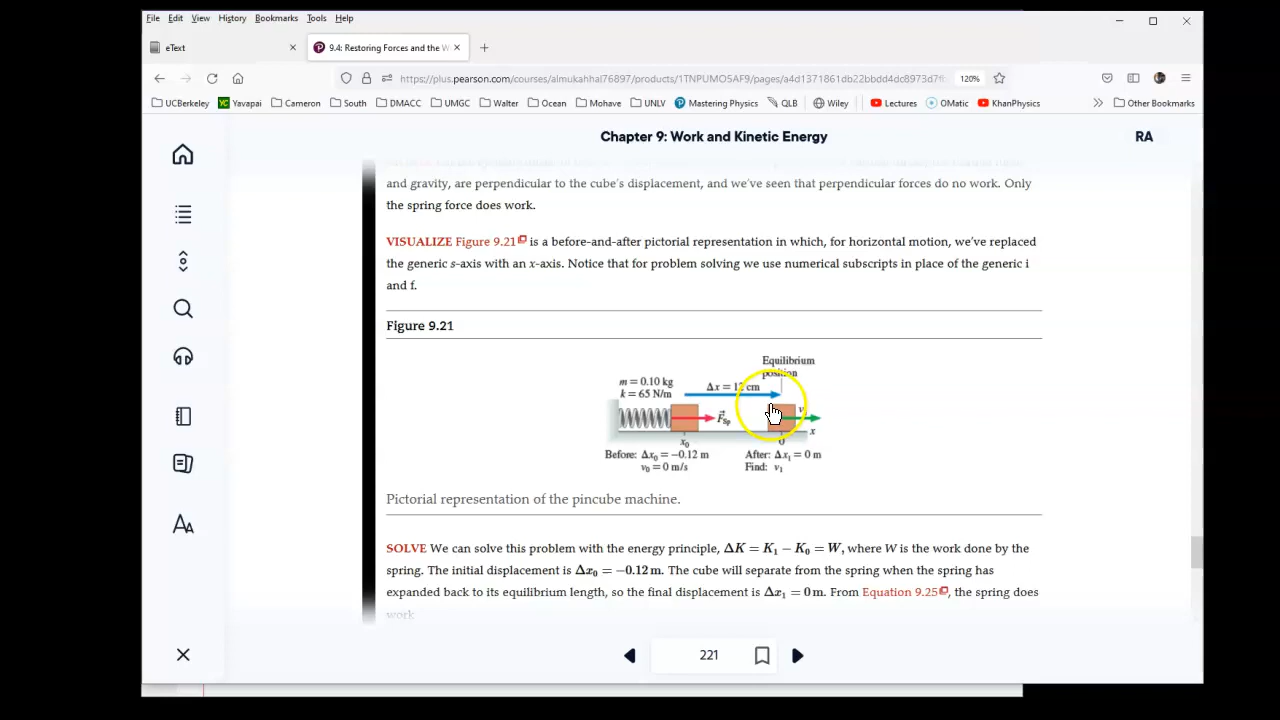 File Edit View History Bookmarks Tools Help
eText
9.4: Restoring Forces and the W
https://plus.pearson.com/courses/almukahhal76897/products/1TNPUMO5AF9/pages/a4d1371861db22bbdd4dc8973d7f
120%
UCBerkeley Yavapai Cameron South DMACC UMGC Walter Ocean Mohave UNLV Mastering Physics QLB Wiley Lectures OMatic KhanPhysics Other Bookmarks
Chapter 9: Work and Kinetic Energy
RA
and gravity, are perpendicular to the cube's displacement, and we've seen that perpendicular forces do no work. Only
the spring force does work.
VISUALIZE Figure 9.21 is a before-and-after pictorial representation in which, for horizontal motion, we've replaced
the generic s-axis with an x-axis. Notice that for problem solving we use numerical subscripts in place of the generic i
and f.
Figure 9.21
Equilibrium
position
m = 0.10 kg
k = 65 N/m
Δx = 12 cm
F⃗Sp
v
x
x₀
0
Before: Δx₀ = −0.12 m
v₀ = 0 m/s
After: Δx₁ = 0 m
Find: v₁
Pictorial representation of the pincube machine.
SOLVE We can solve this problem with the energy principle, ΔK = K₁ − K₀ = W, where W is the work done by the
spring. The initial displacement is Δx₀ = −0.12 m. The cube will separate from the spring when the spring has
expanded back to its equilibrium length, so the final displacement is Δx₁ = 0 m. From Equation 9.25, the spring does
work
221